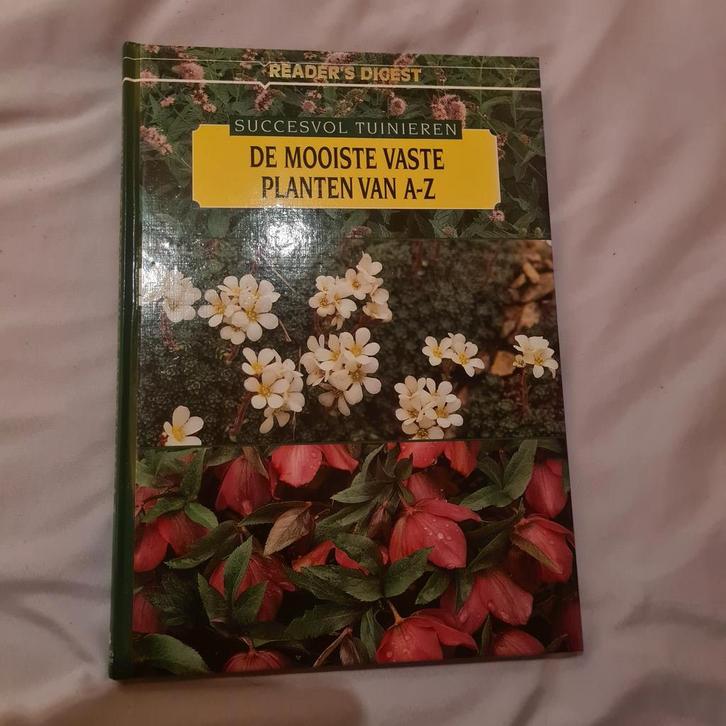 READER'S DIGEST
SUCCESVOL TUINIEREN
DE MOOISTE VASTE
PLANTEN VAN A-Z